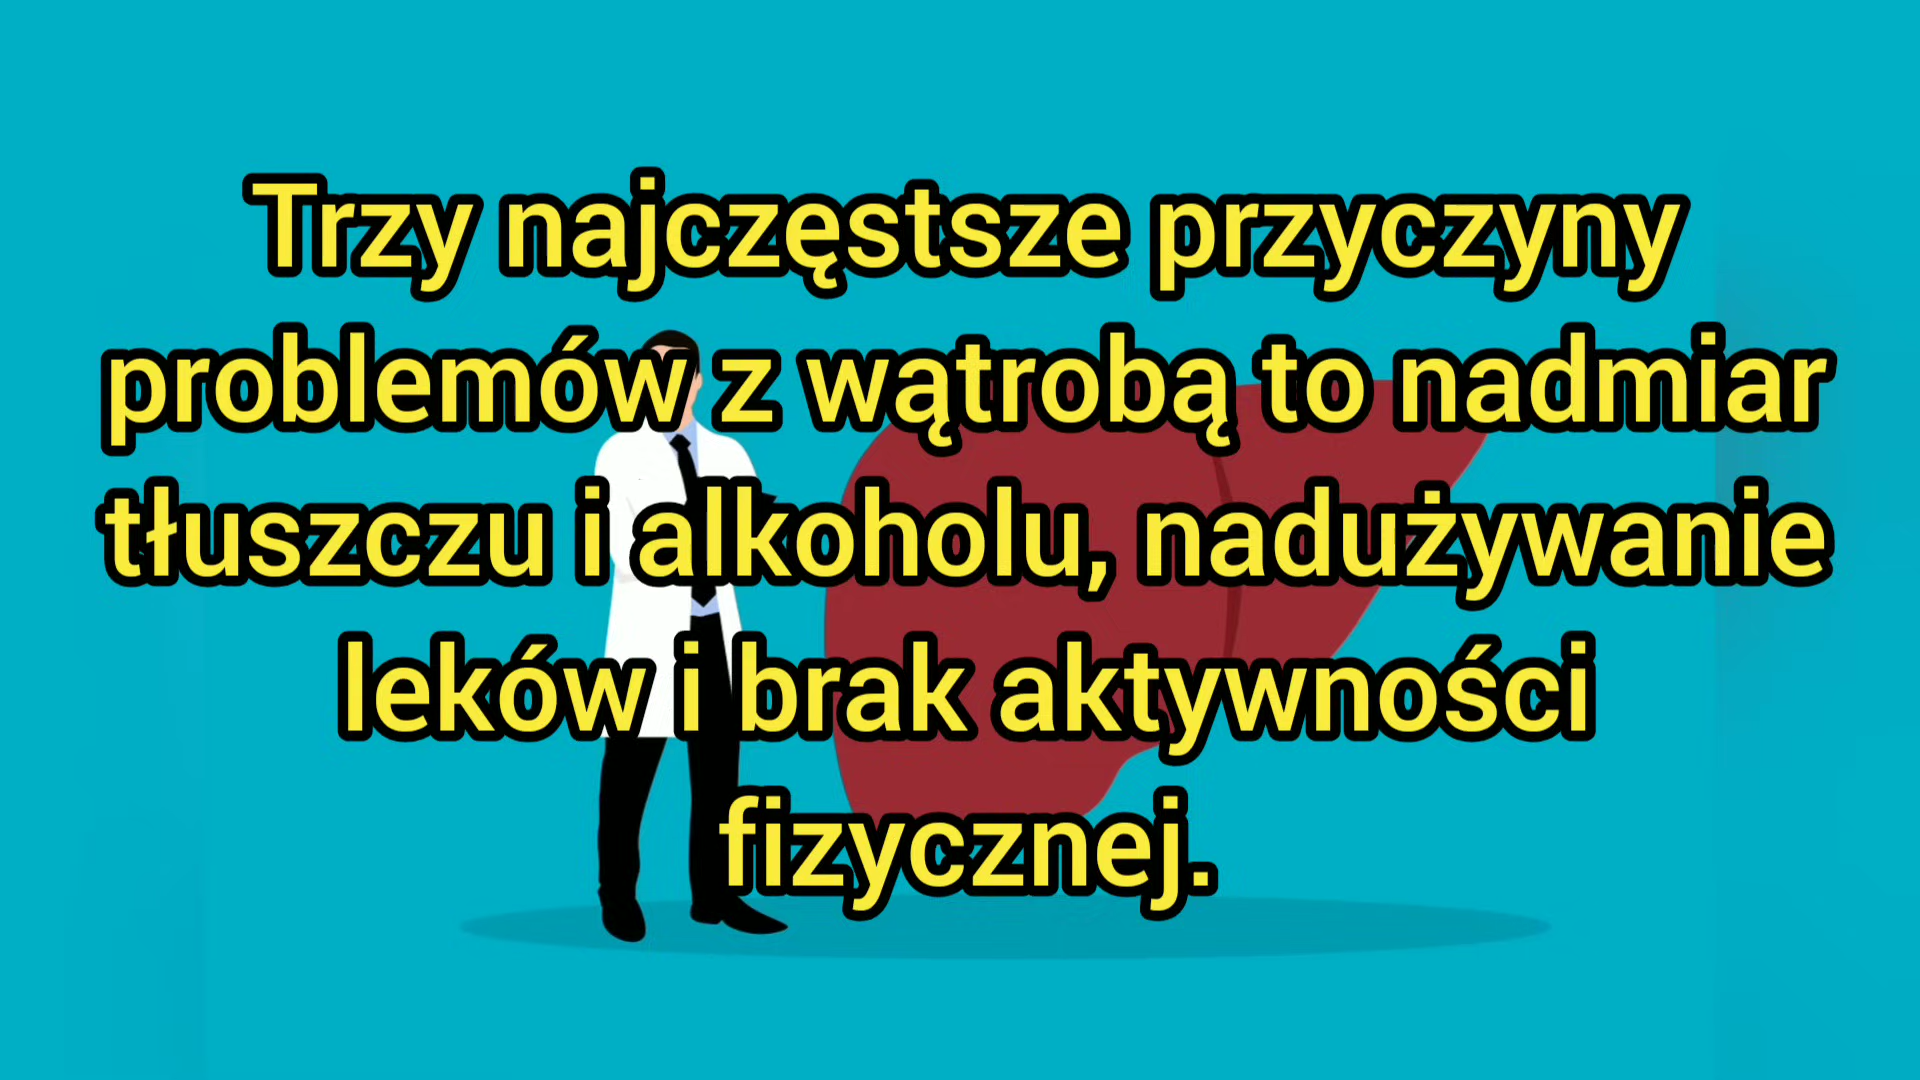 Trzy najczęstsze przyczyny
problemów z wątrobą to nadmiar
tłuszczu i alkoholu, nadużywanie
leków i brak aktywności
fizycznej.